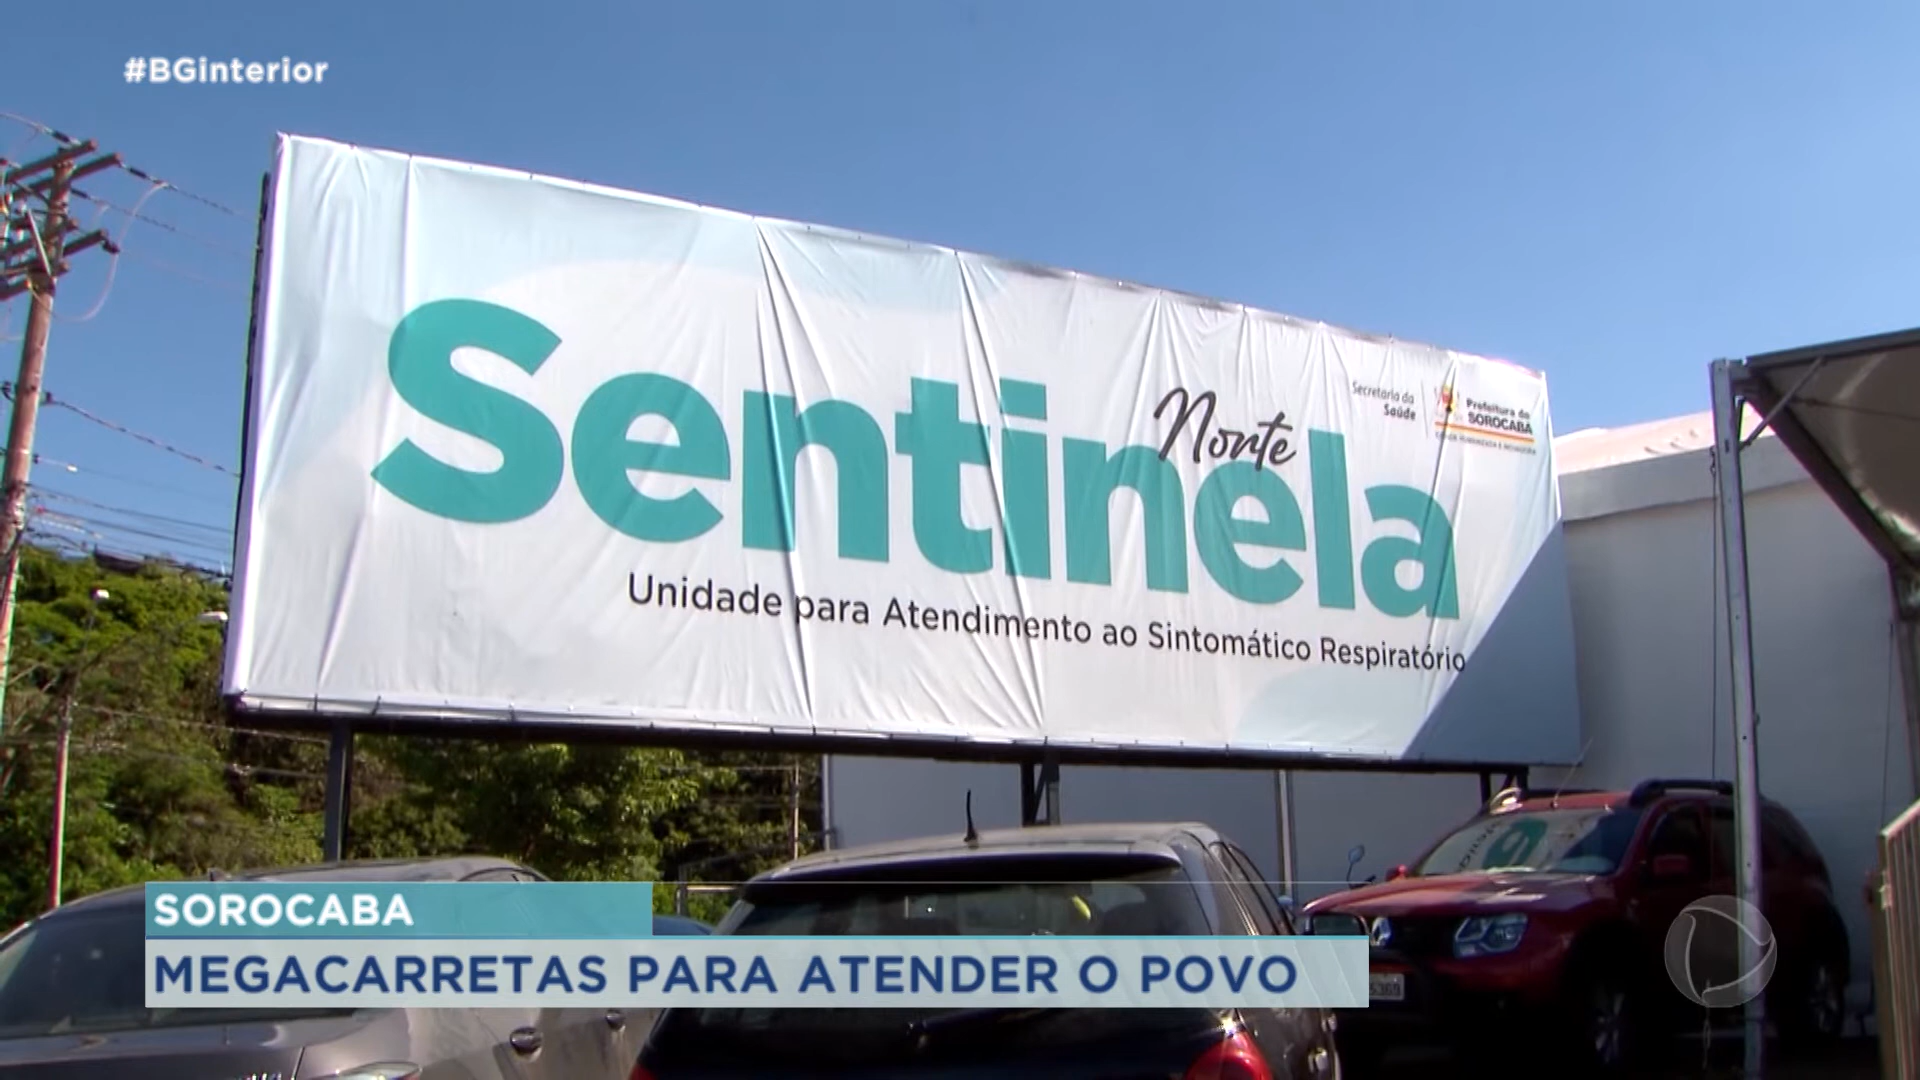 #BGinterior
Secretaria da
Saúde
Prefeitura de
SOROCABA
Norte
Sentinela
Unidade para Atendimento ao Sintomático Respiratório
SOROCABA
MEGACARRETAS PARA ATENDER O POVO